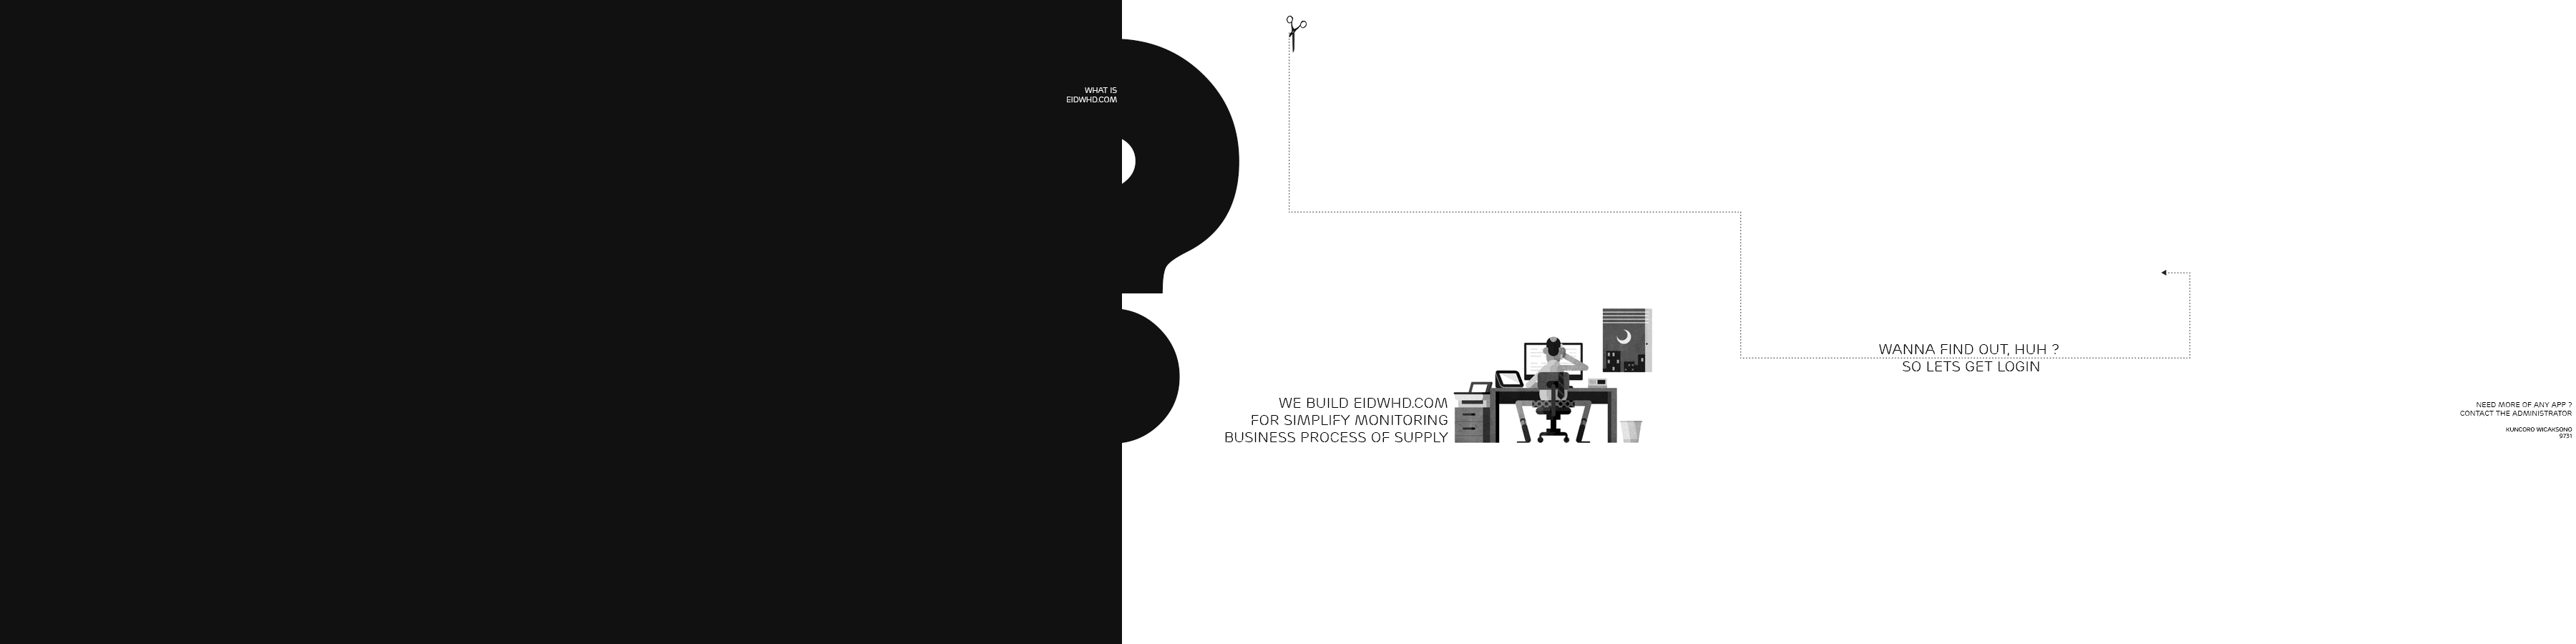 WHAT IS
EIDWHD.COM
WE BUILD EIDWHD.COM
FOR SIMPLIFY MONITORING
BUSINESS PROCESS OF SUPPLY
WANNA FIND OUT, HUH ?
SO LETS GET LOGIN
NEED MORE OF ANY APP ?
CONTACT THE ADMINISTRATOR
KUNCORO WICAKSONO
9731